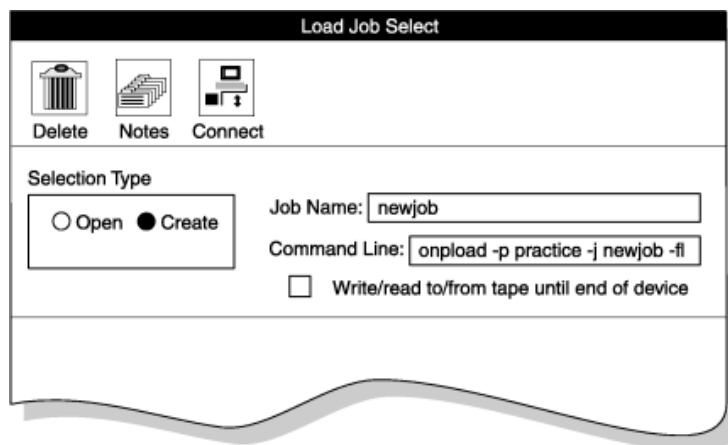 Load Job Select
Delete Notes Connect
Selection Type
Open Create
Job Name: newjob
Command Line: onpload -p practice -j newjob -fl
Write/read to/from tape until end of device